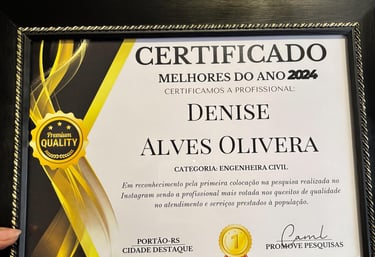 CERTIFICADO
MELHORES DO ANO 2024
CERTIFICAMOS A PROFISSIONAL:
DENISE
ALVES OLIVERA
CATEGORIA: ENGENHEIRA CIVIL
Premium
QUALITY
Em reconhecimento pela primeira colocação na pesquisa realizada no
Instagram sendo a profissional mais votada nos quesitos de qualidade
no atendimento e serviços prestados à população.
PORTÃO-RS
CIDADE DESTAQUE
1
PROMOVE PESQUISAS